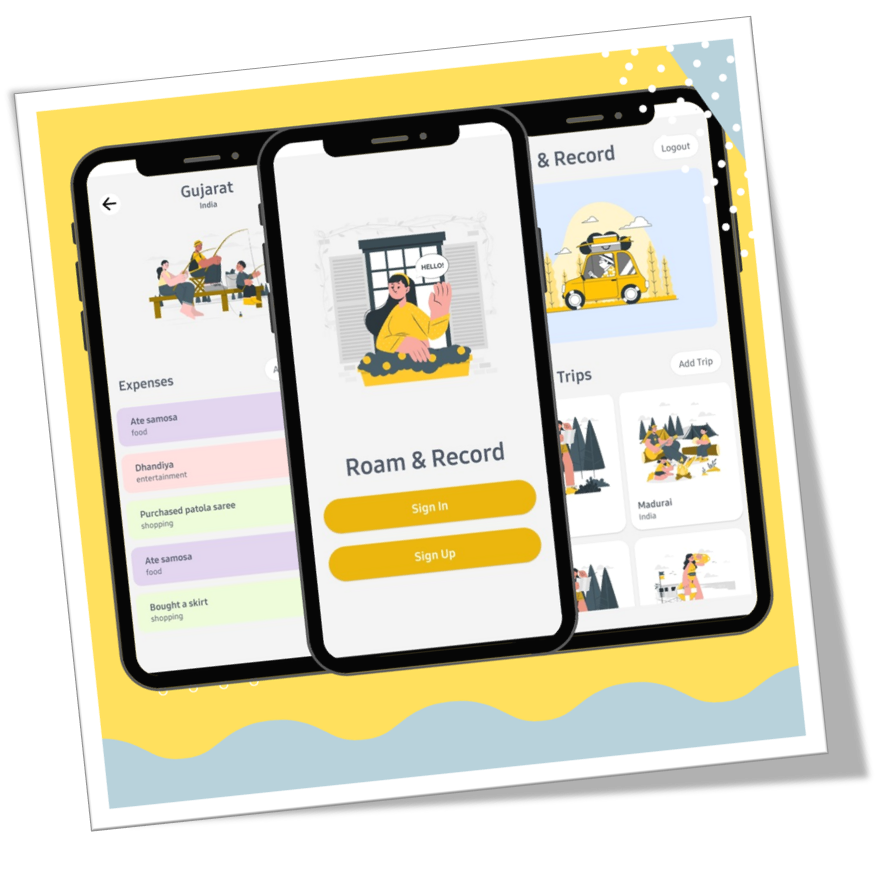 Gujarat
India
Expenses
A
Ate samosa
food
Dhandiya
entertainment
Purchased patola saree
shopping
Ate samosa
food
Bought a skirt
shopping
HELLO!
Roam & Record
Sign In
Sign Up
& Record
Logout
Trips
Add Trip
Madurai
India